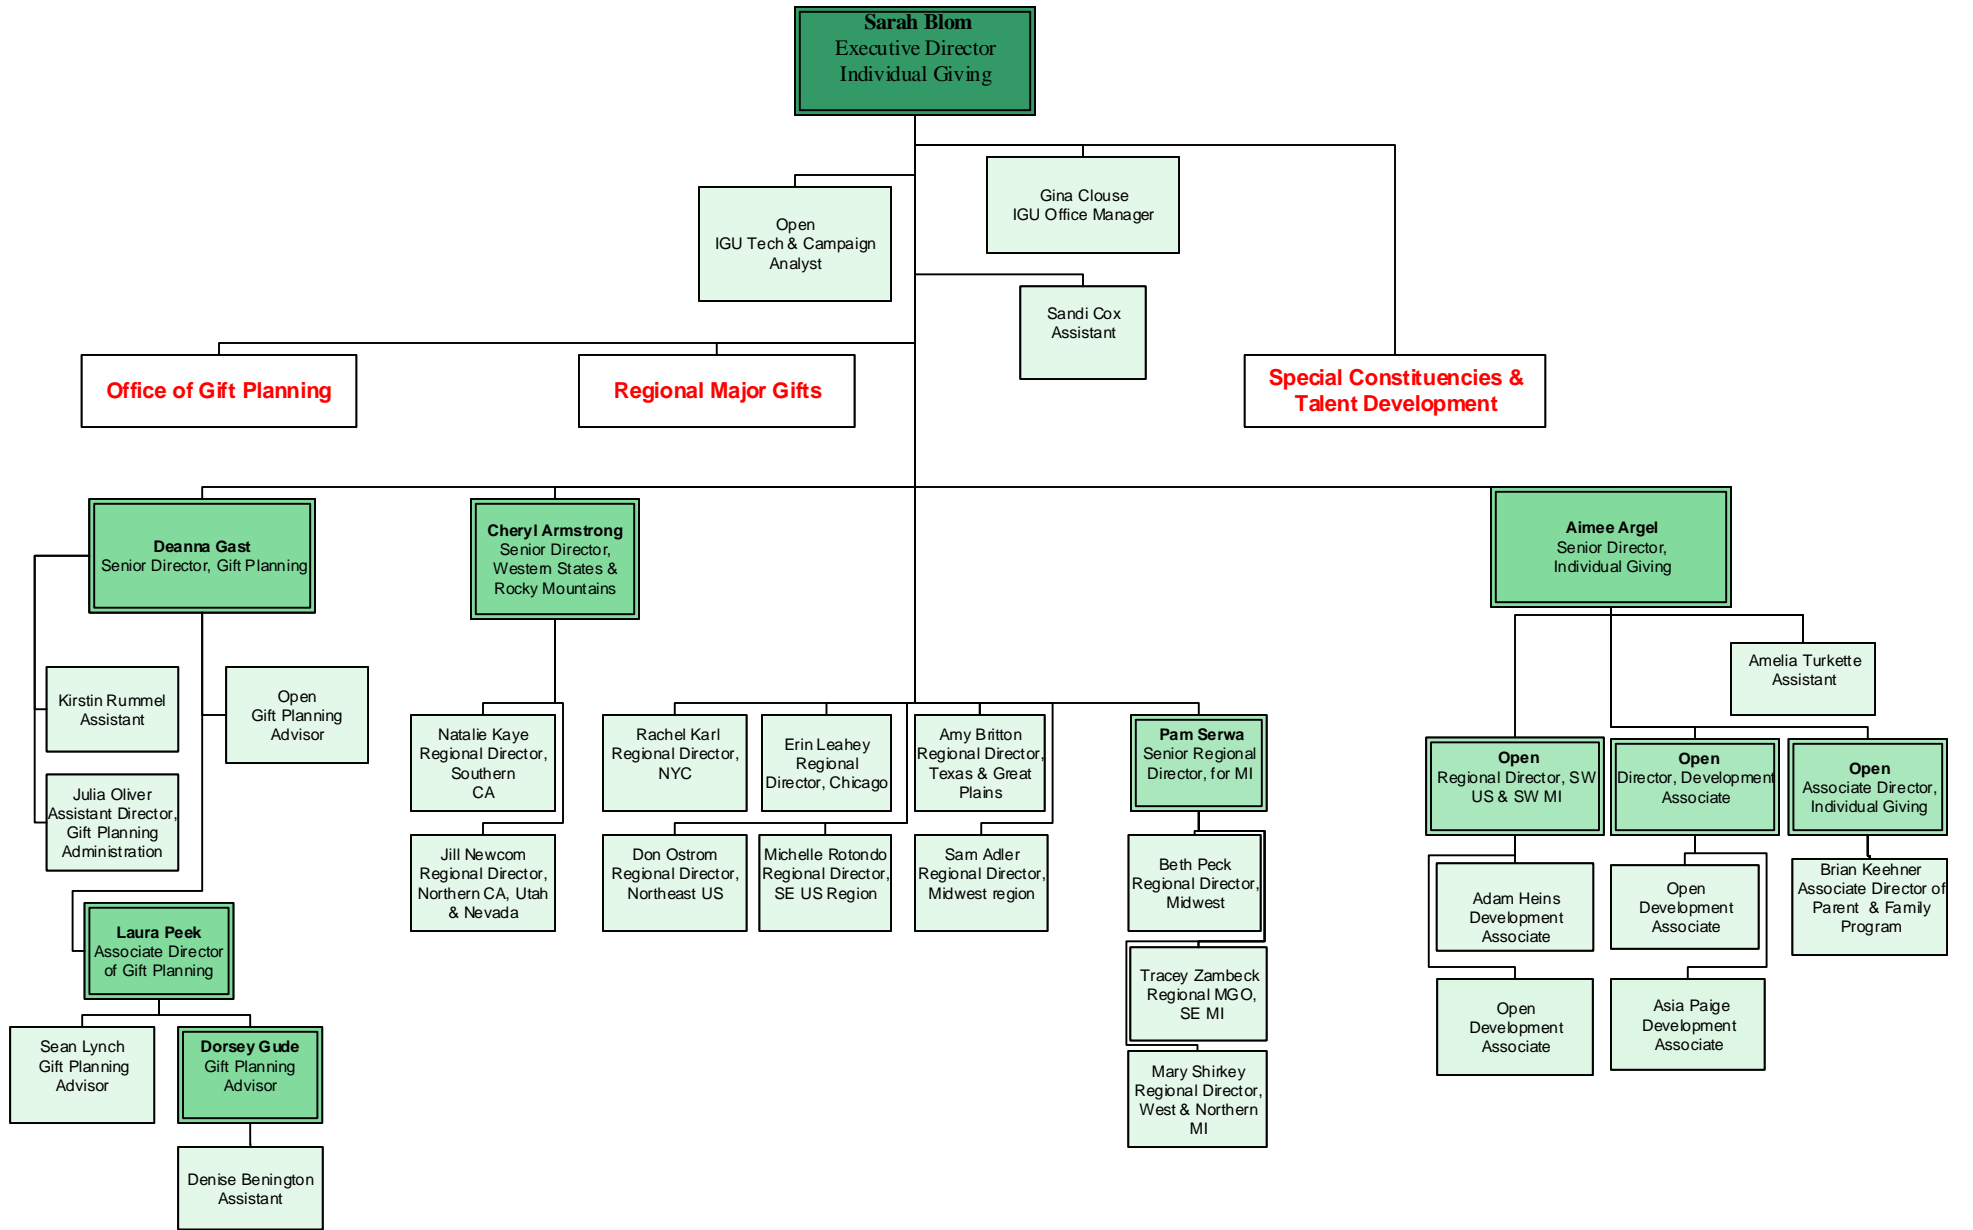 Sarah Blom
Executive Director
Individual Giving
Gina Clouse
IGU Office Manager
Open
IGU Tech & Campaign
Analyst
Sandi Cox
Assistant
Office of Gift Planning
Regional Major Gifts
Special Constituencies &
Talent Development
Deanna Gast
Senior Director, Gift Planning
Cheryl Armstrong
Senior Director,
Western States &
Rocky Mountains
Aimee Argel
Senior Director,
Individual Giving
Kirstin Rummel
Assistant
Open
Gift Planning
Advisor
Amelia Turkette
Assistant
Julia Oliver
Assistant Director,
Gift Planning
Administration
Natalie Kaye
Regional Director,
Southern
CA
Rachel Karl
Regional Director,
NYC
Erin Leahey
Regional
Director, Chicago
Amy Britton
Regional Director,
Texas & Great
Plains
Pam Serwa
Senior Regional
Director, for MI
Open
Regional Director, SW
US & SW MI
Open
Director, Development
Associate
Open
Associate Director,
Individual Giving
Jill Newcom
Regional Director,
Northern CA, Utah
& Nevada
Don Ostrom
Regional Director,
Northeast US
Michelle Rotondo
Regional Director,
SE US Region
Sam Adler
Regional Director,
Midwest region
Beth Peck
Regional Director,
Midwest
Adam Heins
Development
Associate
Open
Development
Associate
Brian Keehner
Associate Director of
Parent & Family
Program
Laura Peek
Associate Director
of Gift Planning
Tracey Zambeck
Regional MGO,
SE MI
Open
Development
Associate
Asia Paige
Development
Associate
Sean Lynch
Gift Planning
Advisor
Dorsey Gude
Gift Planning
Advisor
Mary Shirkey
Regional Director,
West & Northern
MI
Denise Benington
Assistant